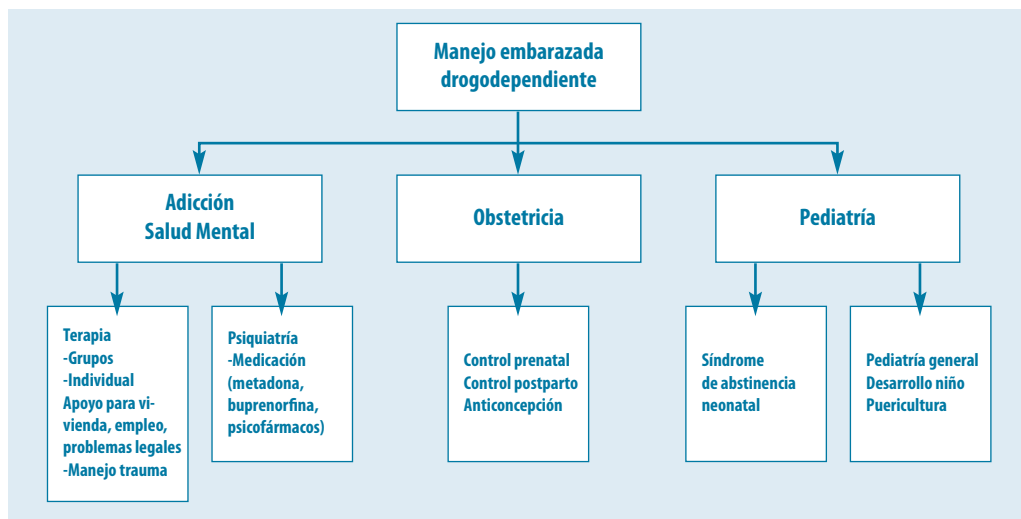 Manejo embarazada
drogodependiente
Adicción
Salud Mental
Obstetricia
Pediatría
Terapia
-Grupos
-Individual
Apoyo para vi-
vienda, empleo,
problemas legales
-Manejo trauma
Psiquiatría
-Medicación
(metadona,
buprenorfina,
psicofármacos)
Control prenatal
Control postparto
Anticoncepción
Síndrome
de abstinencia
neonatal
Pediatría general
Desarrollo niño
Puericultura